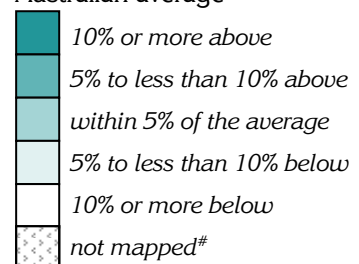 Australian average
10% or more above
5% to less than 10% above
within 5% of the average
5% to less than 10% below
10% or more below
not mapped#